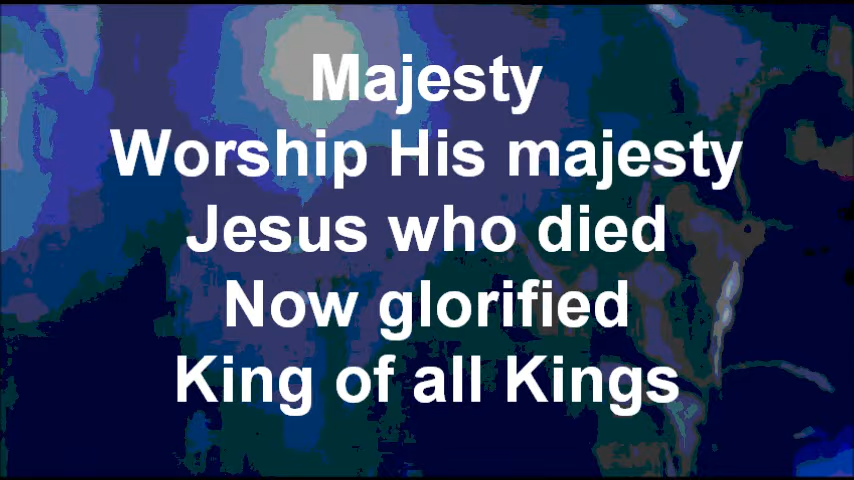 Majesty
Worship His majesty
Jesus who died
Now glorified
King of all Kings